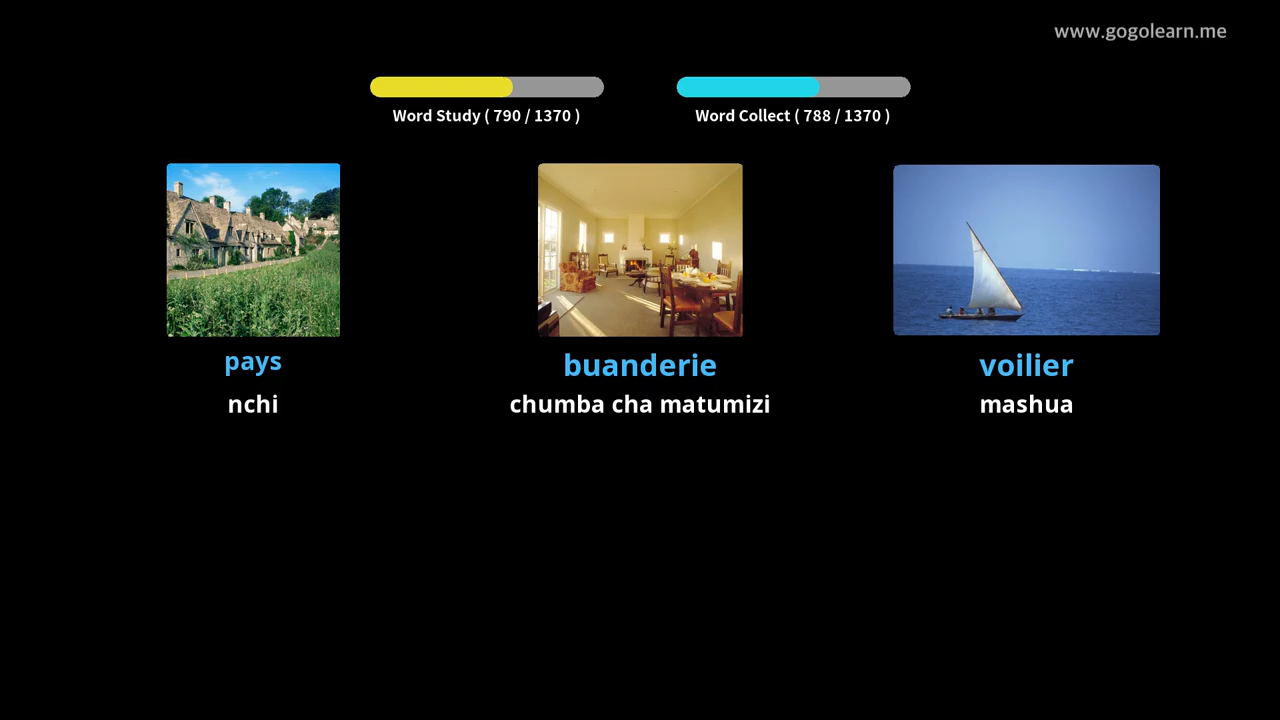 www.gogolearn.me
Word Study ( 790 / 1370 )
Word Collect ( 788 / 1370 )
pays
buanderie
voilier
nchi
chumba cha matumizi
mashua